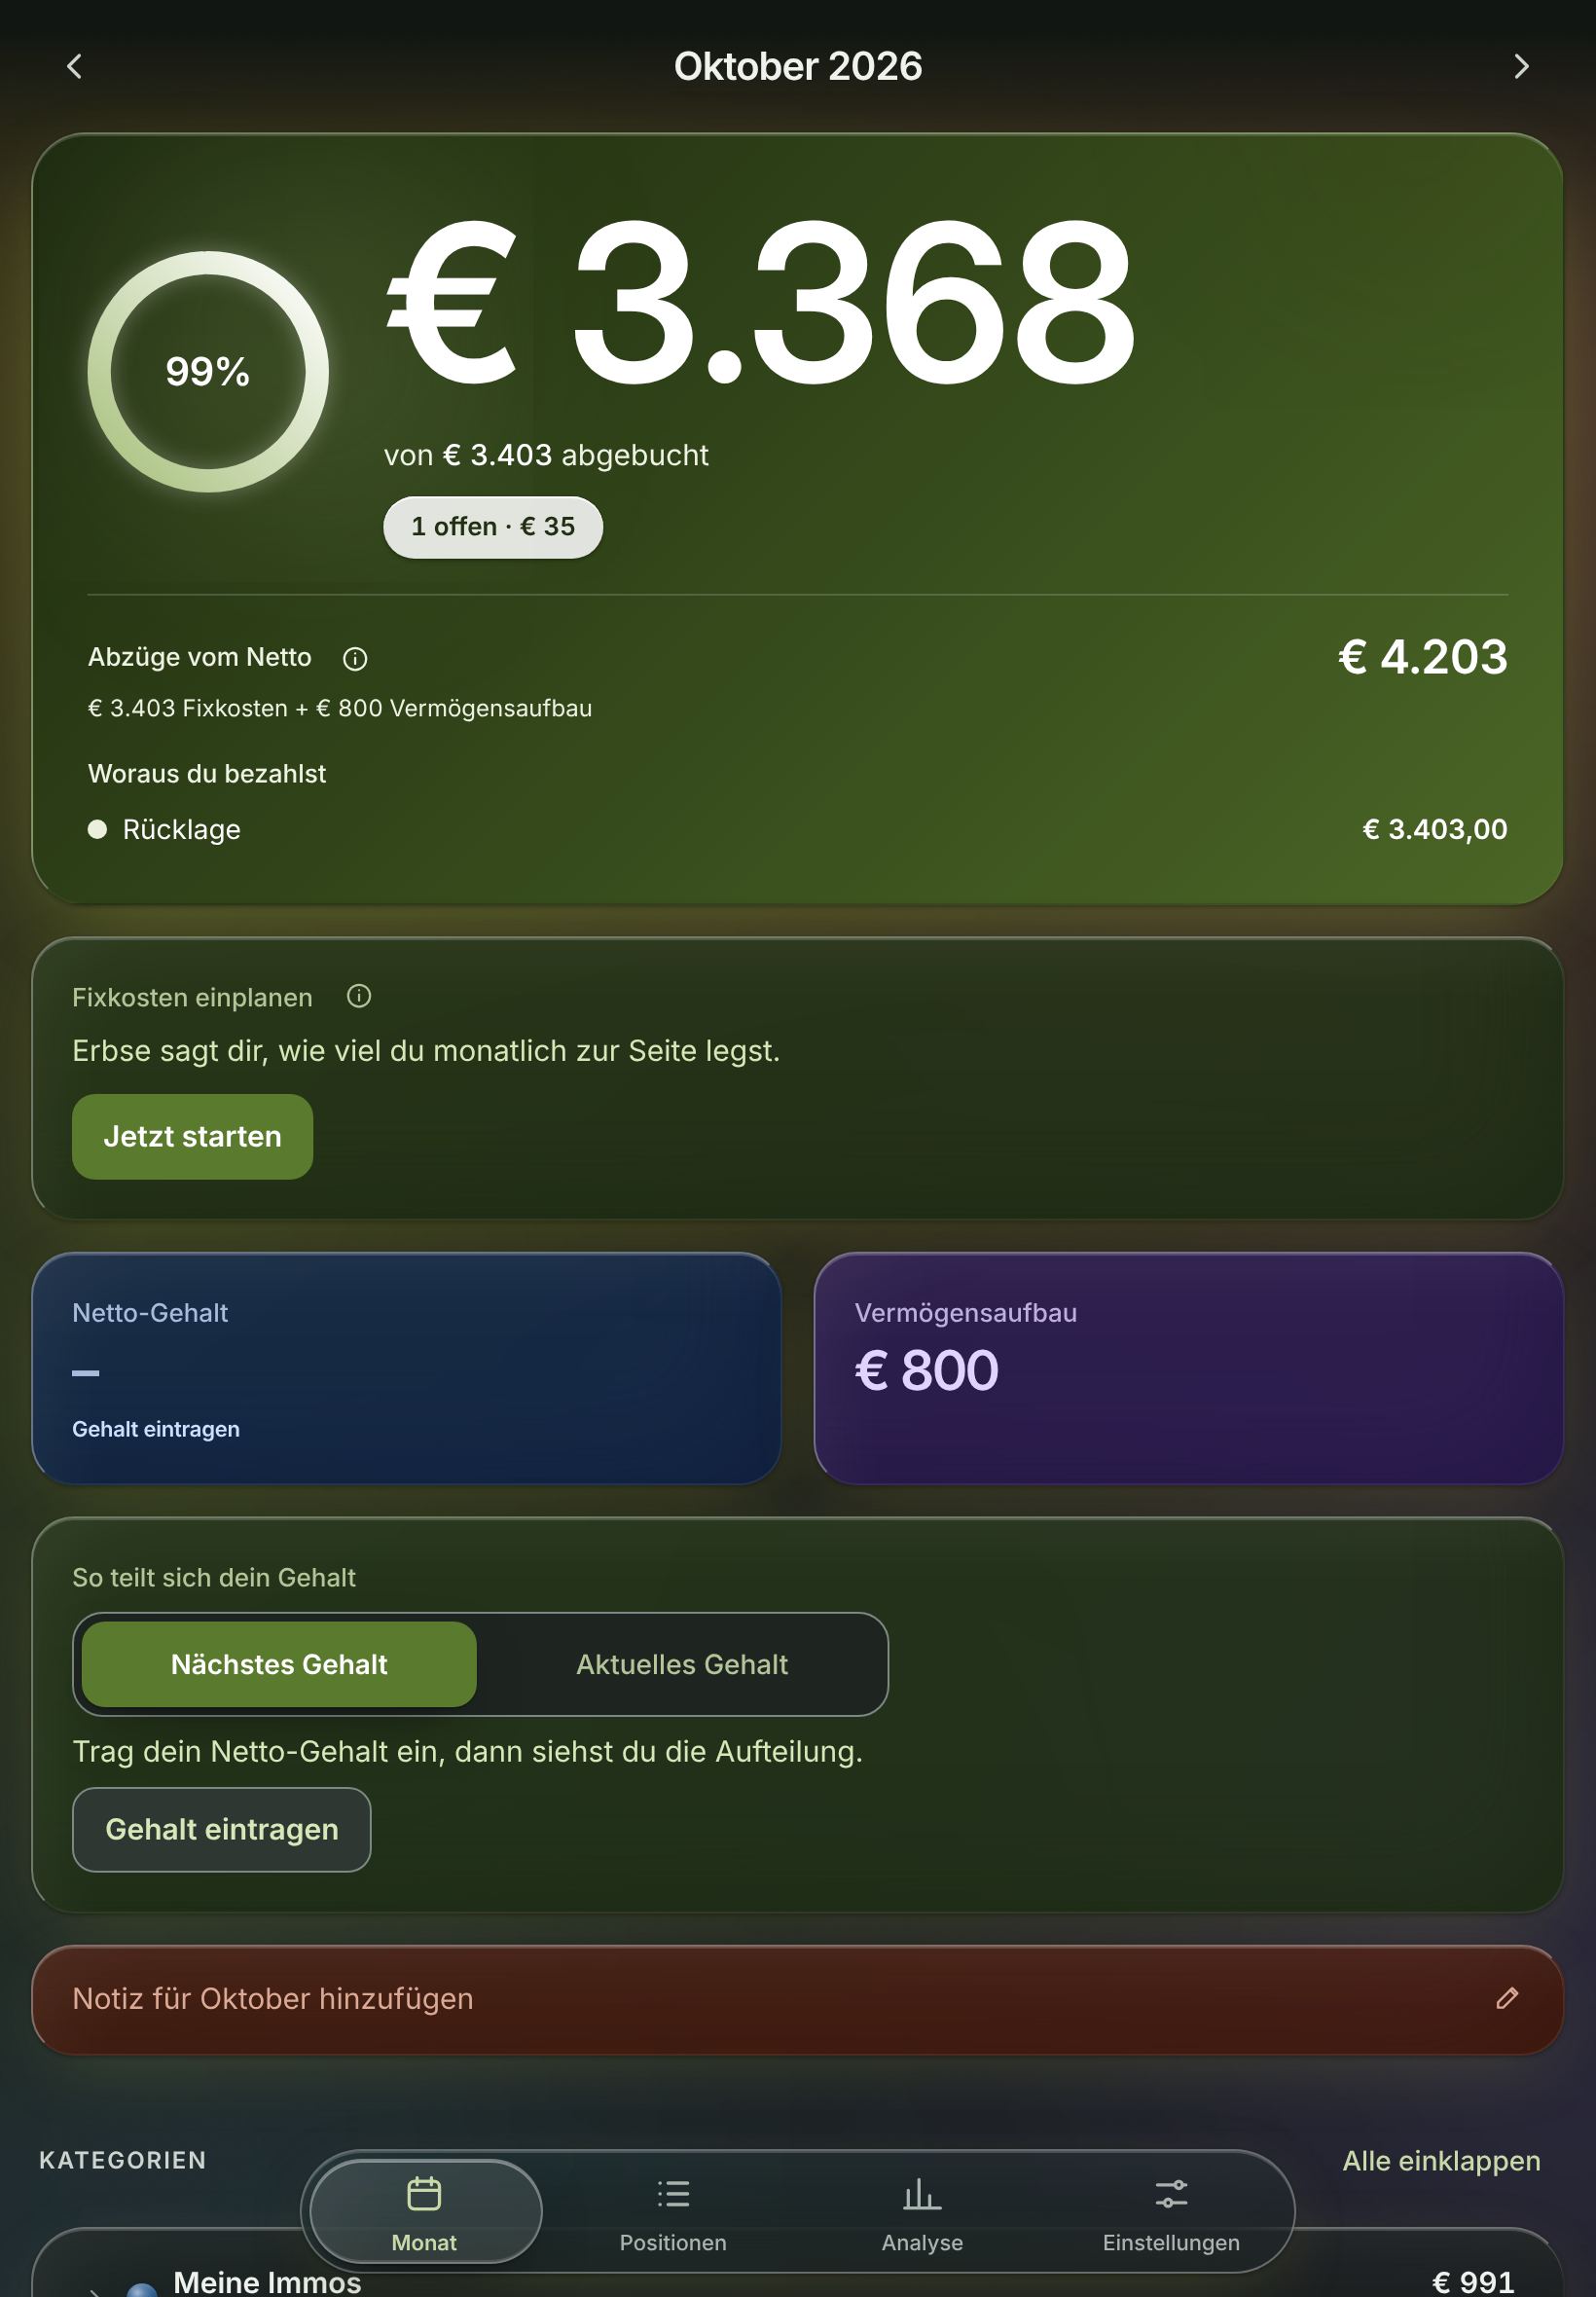 Oktober 2026
€ 3.368
99%
von € 3.403 abgebucht
1 offen · € 35
Abzüge vom Netto
€ 4.203
€ 3.403 Fixkosten + € 800 Vermögensaufbau
Woraus du bezahlst
Rücklage
€ 3.403,00
Fixkosten einplanen
Erbse sagt dir, wie viel du monatlich zur Seite legst.
Jetzt starten
Netto-Gehalt
–
Gehalt eintragen
Vermögensaufbau
€ 800
So teilt sich dein Gehalt
Nächstes Gehalt
Aktuelles Gehalt
Trag dein Netto-Gehalt ein, dann siehst du die Aufteilung.
Gehalt eintragen
Notiz für Oktober hinzufügen
KATEGORIEN
Alle einklappen
Monat
Positionen
Analyse
Einstellungen
Meine Immos
€ 991